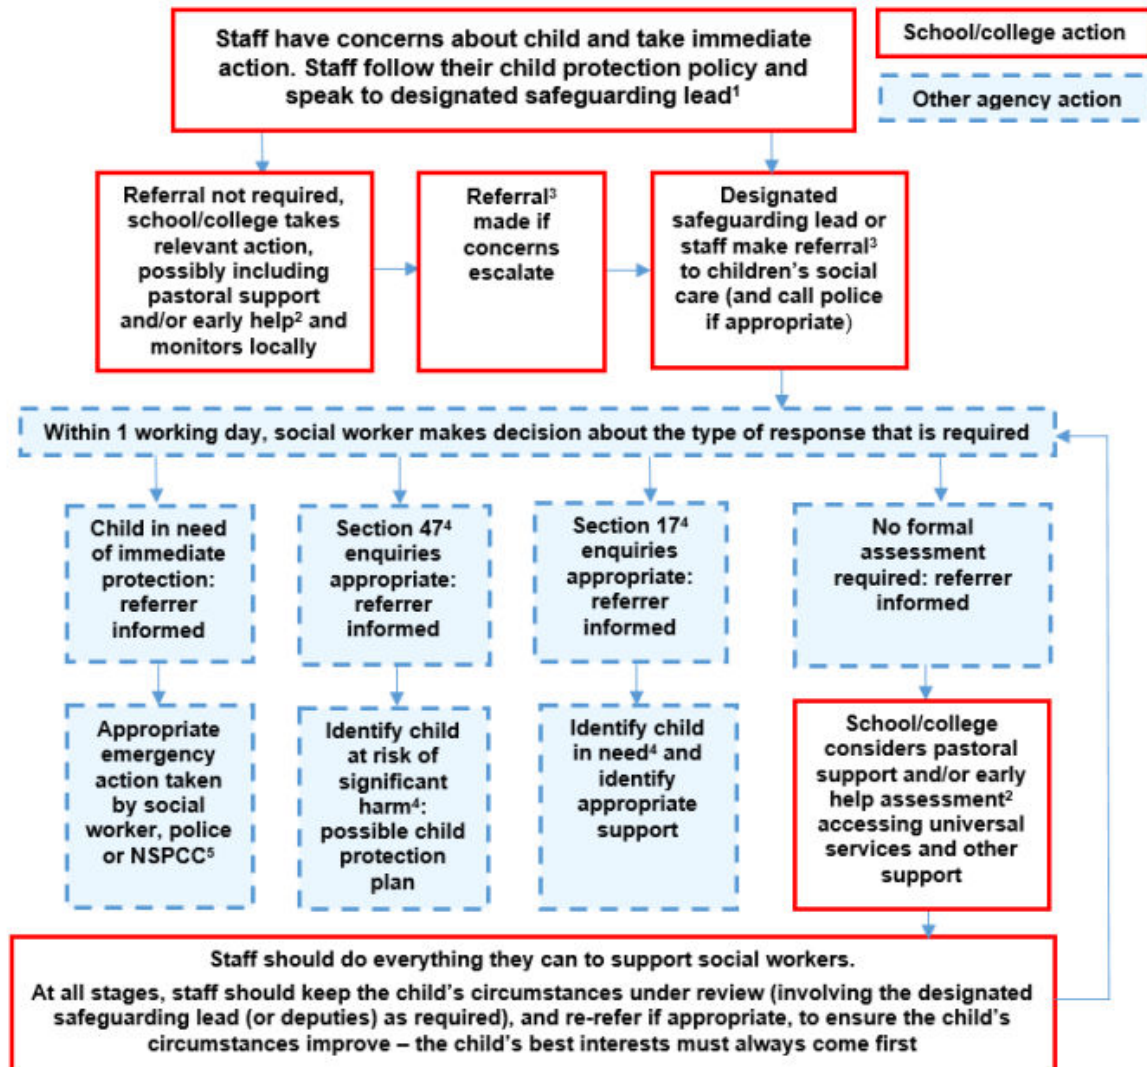 Staff have concerns about child and take immediate
action. Staff follow their child protection policy and
speak to designated safeguarding lead¹
School/college action
Other agency action
Referral not required,
school/college takes
relevant action,
possibly including
pastoral support
and/or early help² and
monitors locally
Referral³
made if
concerns
escalate
Designated
safeguarding lead or
staff make referral³
to children’s social
care (and call police
if appropriate)
Within 1 working day, social worker makes decision about the type of response that is required
Child in need
of immediate
protection:
referrer
informed
Section 47⁴
enquiries
appropriate:
referrer
informed
Section 17⁴
enquiries
appropriate:
referrer
informed
No formal
assessment
required: referrer
informed
Appropriate
emergency
action taken
by social
worker, police
or NSPCC⁵
Identify child
at risk of
significant
harm⁴:
possible child
protection
plan
Identify child
in need⁴ and
identify
appropriate
support
School/college
considers pastoral
support and/or early
help assessment²
accessing universal
services and other
support
Staff should do everything they can to support social workers.
At all stages, staff should keep the child’s circumstances under review (involving the designated
safeguarding lead (or deputies) as required), and re-refer if appropriate, to ensure the child’s
circumstances improve – the child’s best interests must always come first